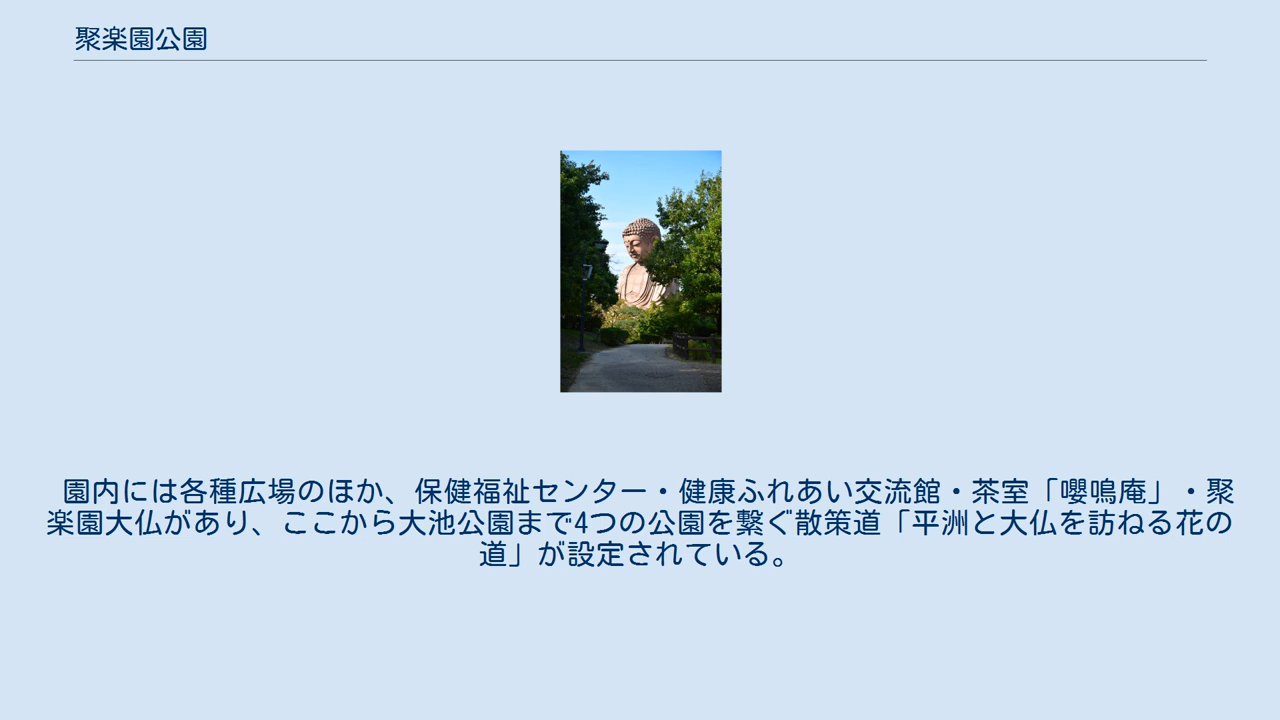 聚楽園公園
園内には各種広場のほか、保健福祉センター・健康ふれあい交流館・茶室「嚶鳴庵」・聚
楽園大仏があり、ここから大池公園まで4つの公園を繋ぐ散策道「平洲と大仏を訪ねる花の
道」が設定されている。